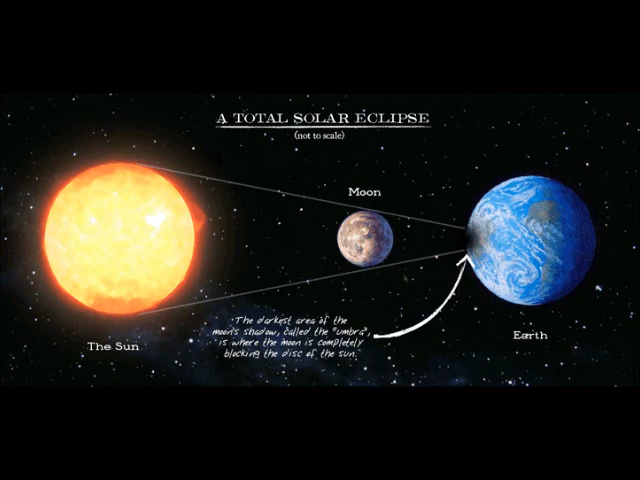 A TOTAL SOLAR ECLIPSE
(not to scale)
Moon
The darkest area of the
moon's shadow, called the "umbra",
is where the moon is completely
blocking the disc of the sun.
The Sun
Earth